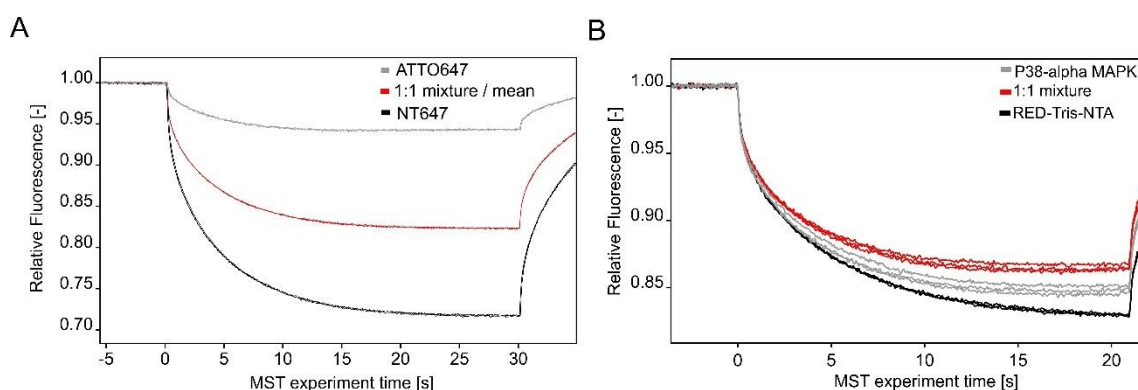 A
B
ATTO647
1:1 mixture / mean
NT647
P38-alpha MAPK
1:1 mixture
RED-Tris-NTA
Relative Fluorescence [-]
1.00
0.95
0.90
0.85
0.80
0.75
0.70
-5 0 5 10 15 20 25 30
MST experiment time [s]
Relative Fluorescence [-]
1.00
0.95
0.90
0.85
0 5 10 15 20
MST experiment time [s]